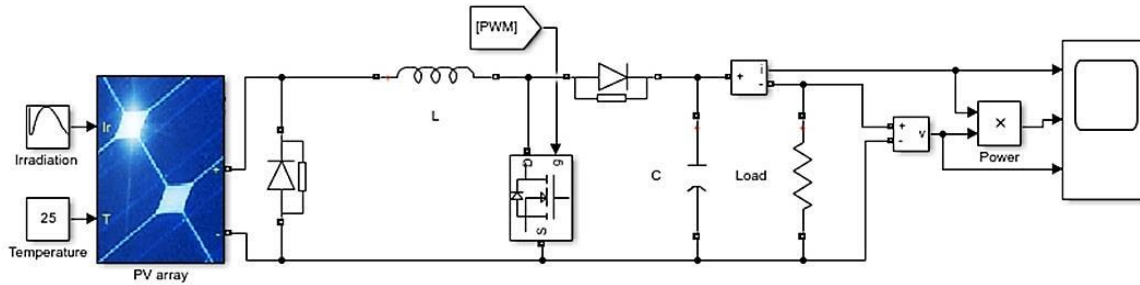 [PWM]
L
Ir
Irradiation
25
Temperature
T
+
-
PV array
g
D
S
C
Load
+
-
i
+
-
v
×
Power